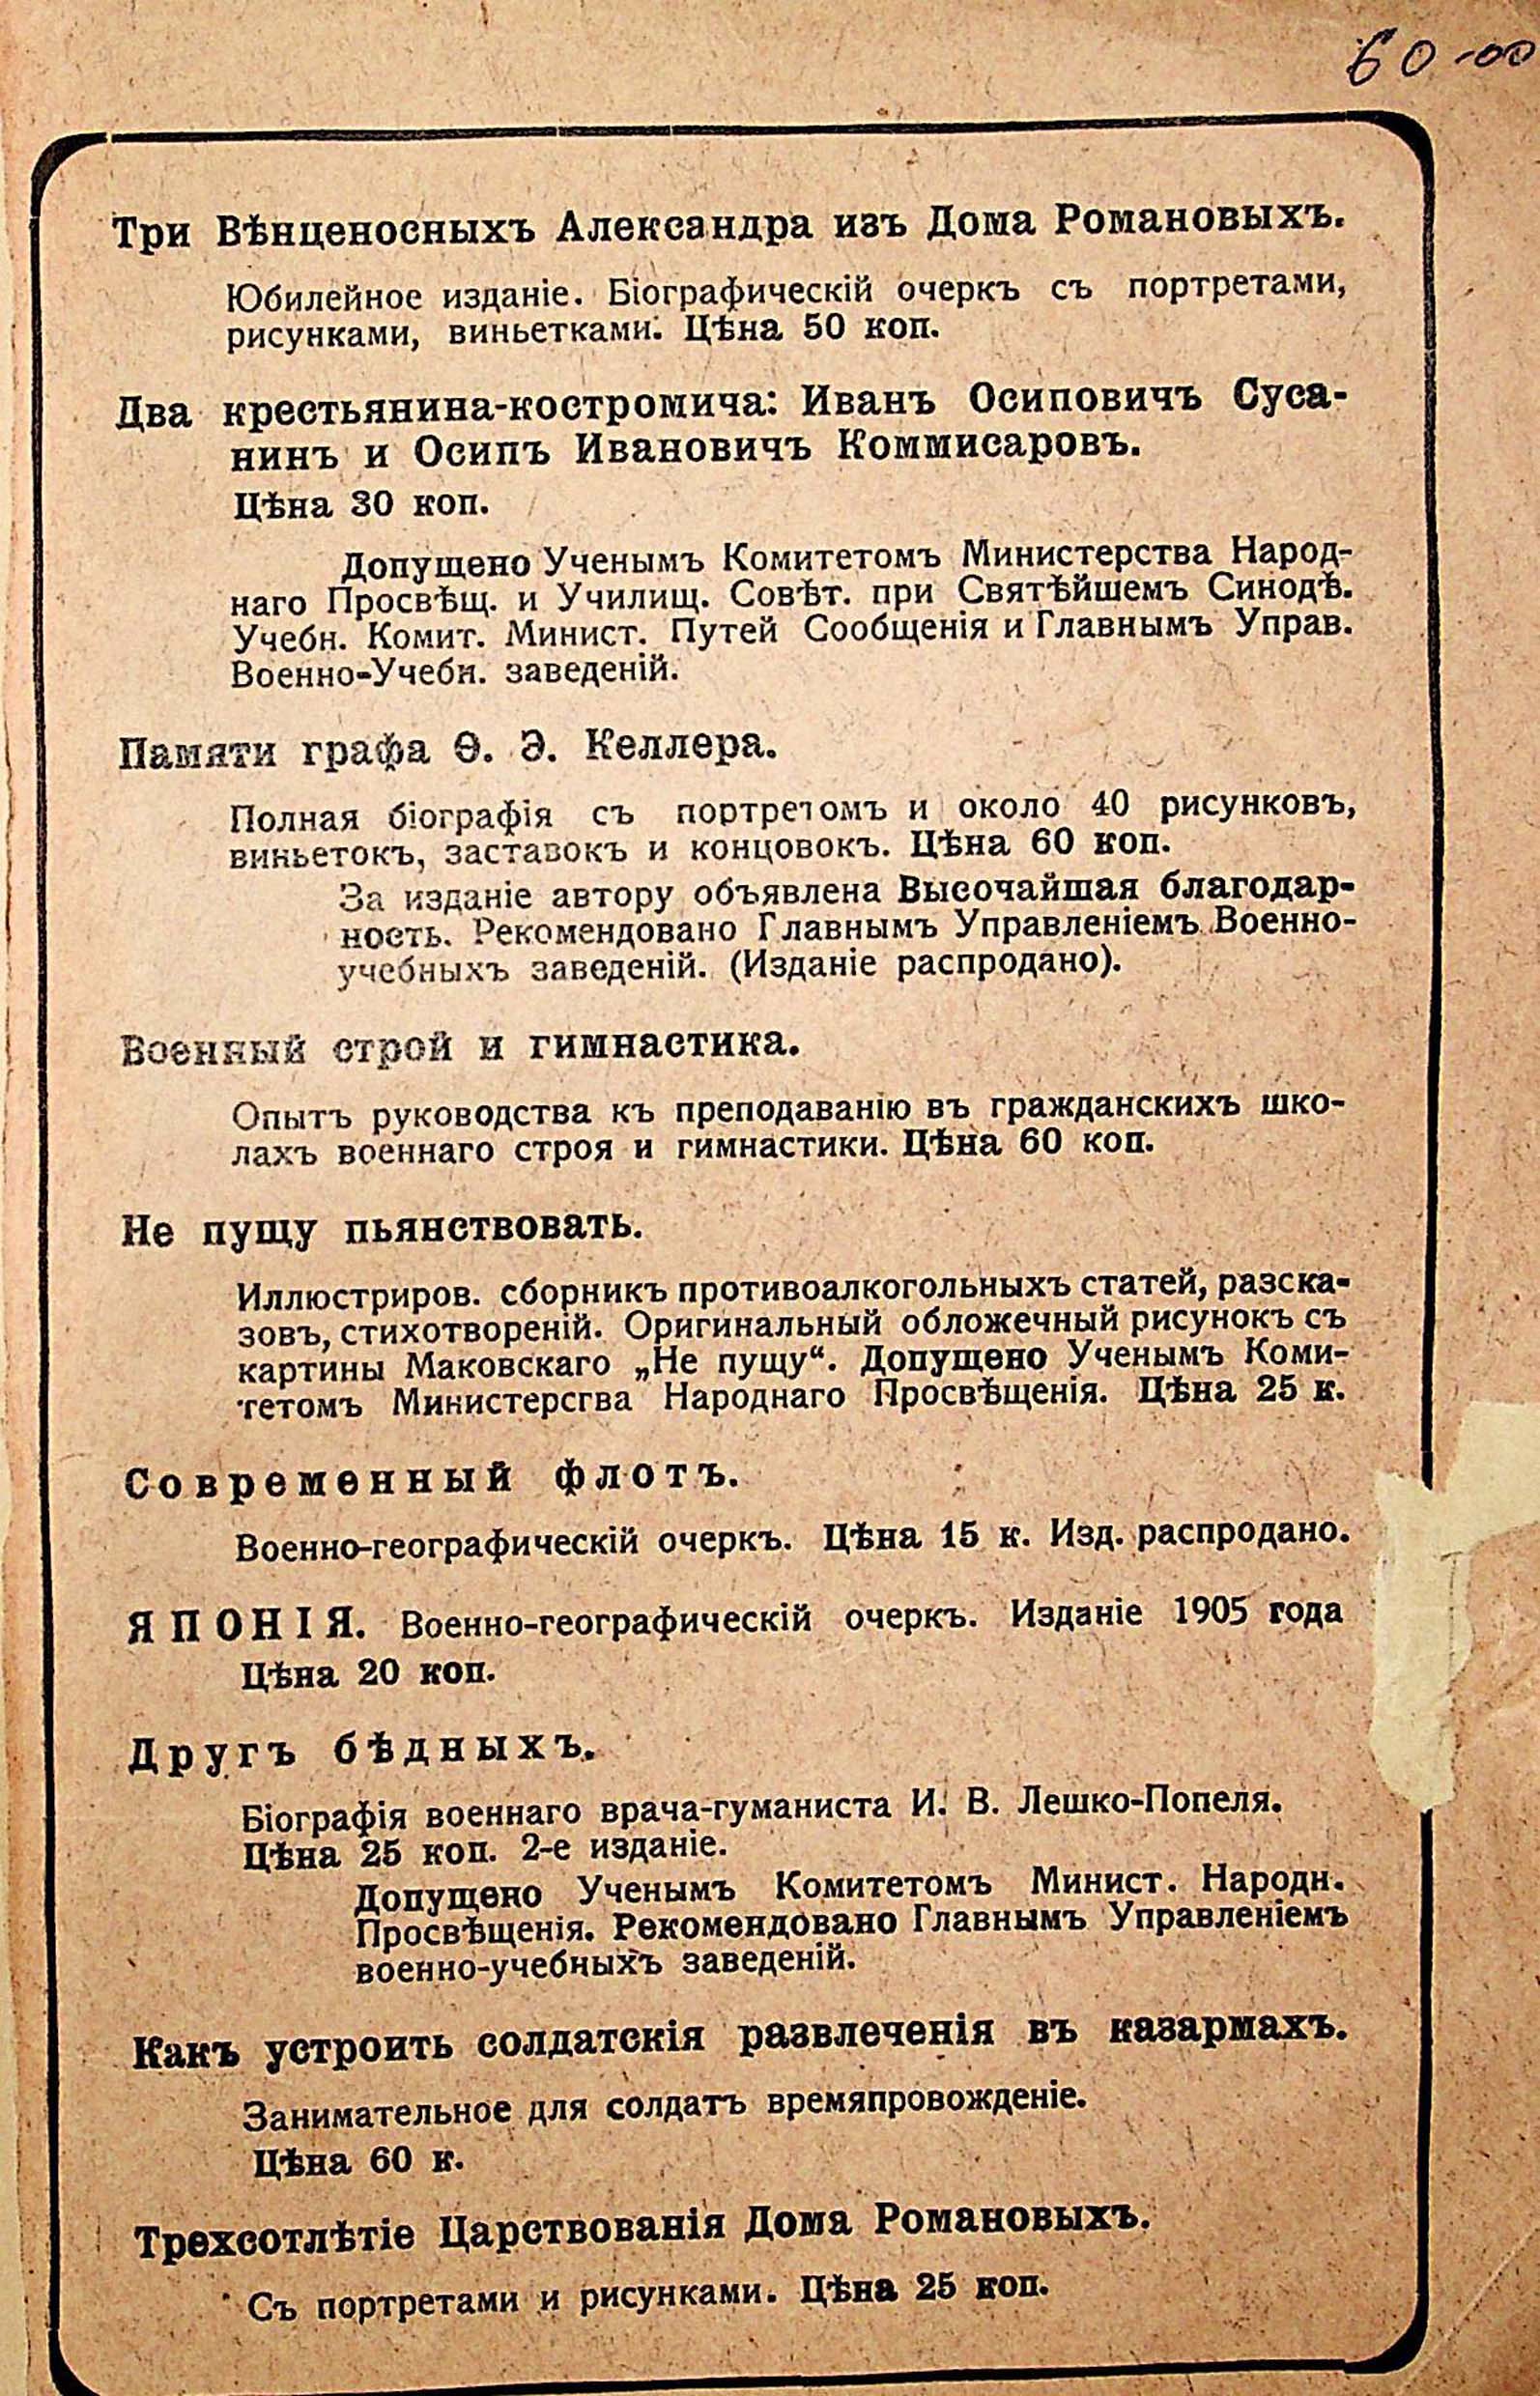 60-00
Три Вѣнценосныхъ Александра изъ Дома Романовыхъ.
Юбилейное изданіе. Біографическій очеркъ съ портретами,
рисунками, виньетками. Цѣна 50 коп.
Два крестьянина-костромича: Иванъ Осиповичъ Суса-
нинъ и Осипъ Ивановичъ Коммисаровъ.
Цѣна 30 коп.
Допущено Ученымъ Комитетомъ Министерства Народ-
наго Просвѣщ. и Училищ. Совѣт. при Святѣйшемъ Синодѣ.
Учебн. Комит. Минист. Путей Сообщенія и Главнымъ Управ.
Военно-Учебн. заведеній.
Памяти графа Ѳ. Э. Келлера.
Полная біографія съ портретомъ и около 40 рисунковъ,
виньетокъ, заставокъ и концовокъ. Цѣна 60 коп.
За изданіе автору объявлена Высочайшая благодар-
ность. Рекомендовано Главнымъ Управленіемъ Военно-
учебныхъ заведеній. (Изданіе распродано).
Военный строй и гимнастика.
Опытъ руководства къ преподаванію въ гражданскихъ шко-
лахъ военнаго строя и гимнастики. Цѣна 60 коп.
Не пущу пьянствовать.
Иллюстриров. сборникъ противоалкогольныхъ статей, разска-
зовъ, стихотвореній. Оригинальный обложечный рисунокъ съ
картины Маковскаго „Не пущу“. Допущено Ученымъ Коми-
тетомъ Министерсгва Народнаго Просвѣщенія. Цѣна 25 к.
Современный флотъ.
Военно-географическій очеркъ. Цѣна 15 к. Изд. распродано.
ЯПОНІЯ. Военно-географическій очеркъ. Изданіе 1905 года
Цѣна 20 коп.
Другъ бѣдныхъ.
Біографія военнаго врача-гуманиста И. В. Лешко-Попеля.
Цѣна 25 коп. 2-е изданіе.
Допущено Ученымъ Комитетомъ Минист. Народн.
Просвѣщенія. Рекомендовано Главнымъ Управленіемъ
военно-учебныхъ заведеній.
Какъ устроить солдатскія развлеченія въ казармахъ.
Занимательное для солдатъ времяпровожденіе.
Цѣна 60 к.
Трехсотлѣтіе Царствованія Дома Романовыхъ.
Съ портретами и рисунками. Цѣна 25 коп.